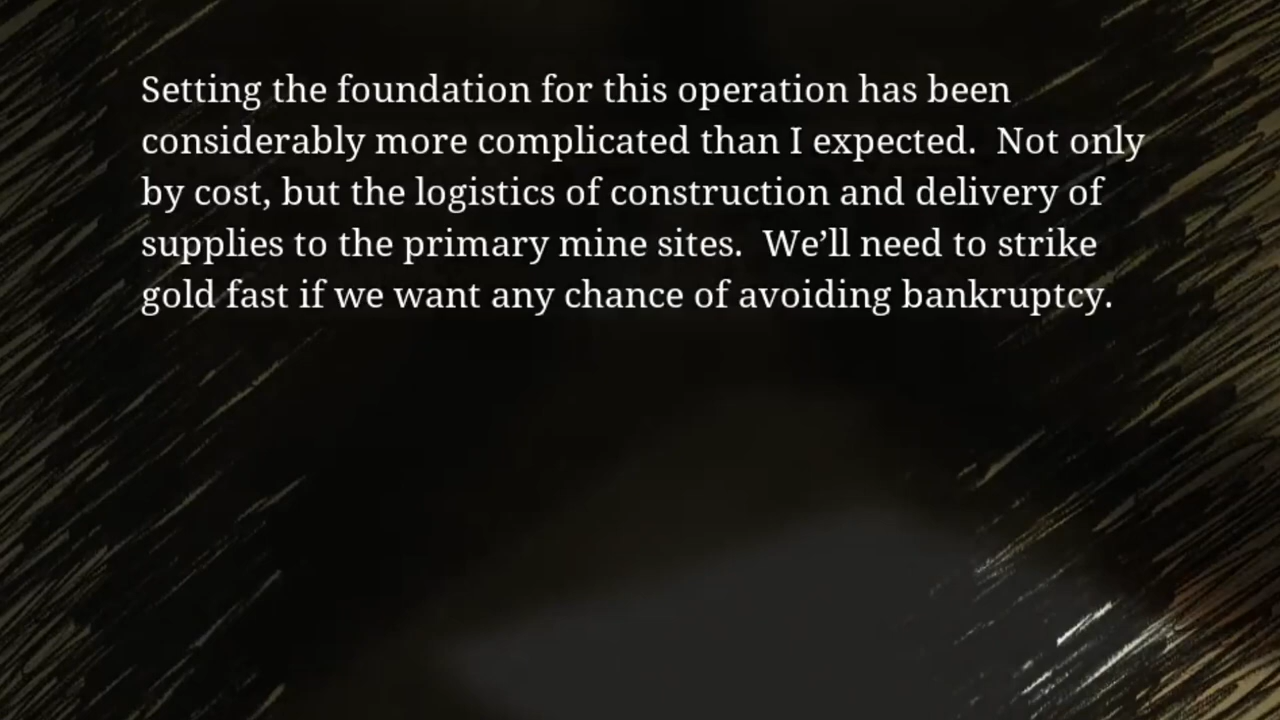 Setting the foundation for this operation has been
considerably more complicated than I expected.  Not only
by cost, but the logistics of construction and delivery of
supplies to the primary mine sites.  We’ll need to strike
gold fast if we want any chance of avoiding bankruptcy.